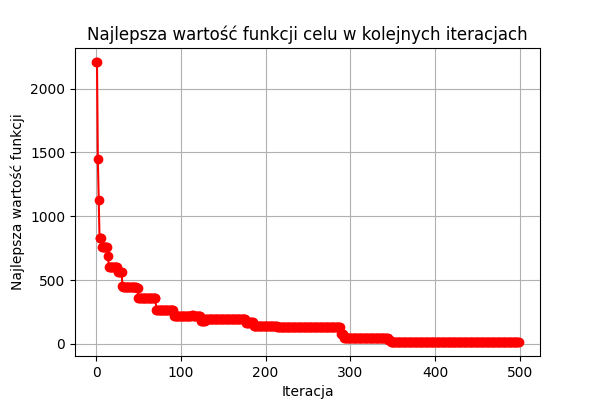 Najlepsza wartość funkcji celu w kolejnych iteracjach
Najlepsza wartość funkcji
2000
1500
1000
500
0
0 100 200 300 400 500
Iteracja